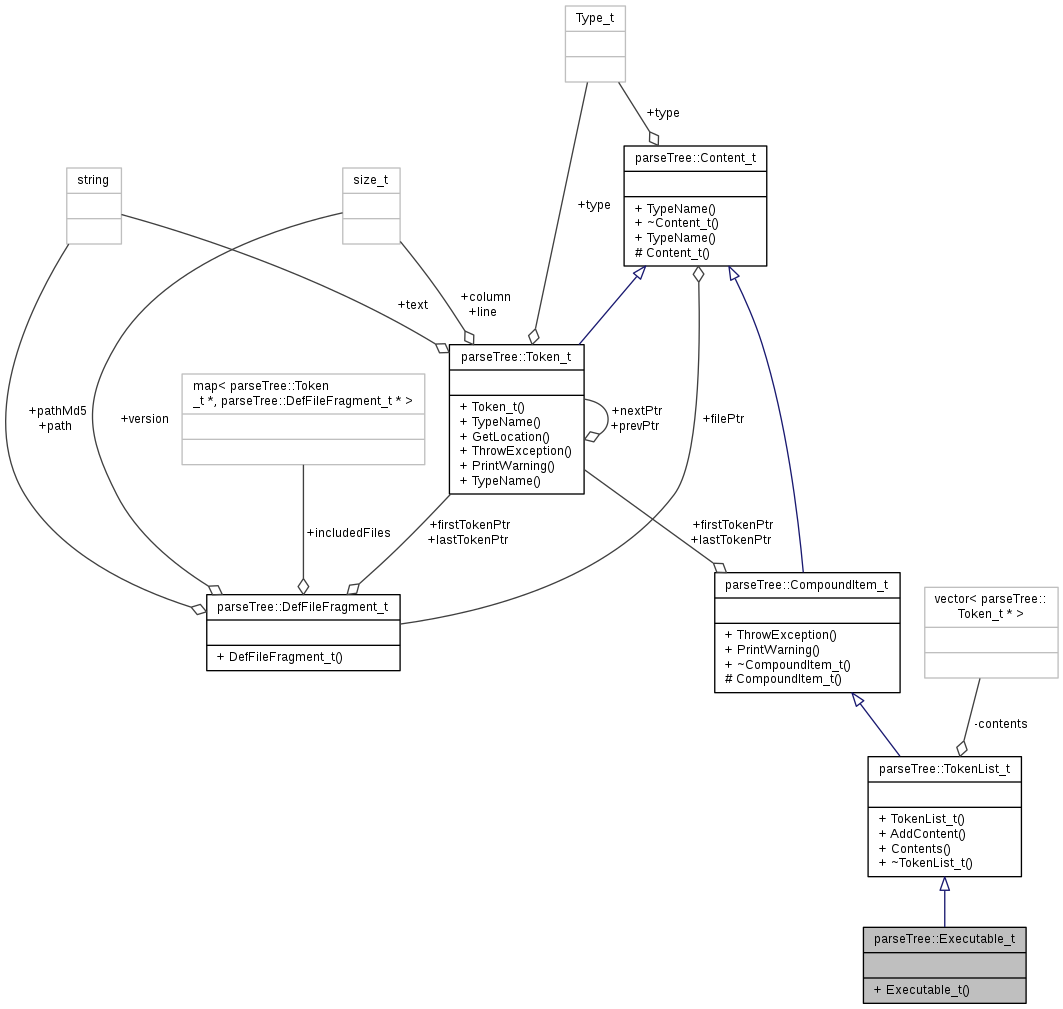 Type_t
+type
parseTree::Content_t
+ TypeName()
+ ~Content_t()
+ TypeName()
# Content_t()
string
size_t
+type
+text
+column
+line
parseTree::Token_t
+ Token_t()
+ TypeName()
+ GetLocation()
+ ThrowException()
+ PrintWarning()
+ TypeName()
+nextPtr
+prevPtr
+filePtr
map< parseTree::Token
_t *, parseTree::DefFileFragment_t * >
+pathMd5
+path
+version
+includedFiles
+firstTokenPtr
+lastTokenPtr
+firstTokenPtr
+lastTokenPtr
parseTree::DefFileFragment_t
+ DefFileFragment_t()
parseTree::CompoundItem_t
+ ThrowException()
+ PrintWarning()
+ ~CompoundItem_t()
# CompoundItem_t()
vector< parseTree::
Token_t * >
-contents
parseTree::TokenList_t
+ TokenList_t()
+ AddContent()
+ Contents()
+ ~TokenList_t()
parseTree::Executable_t
+ Executable_t()